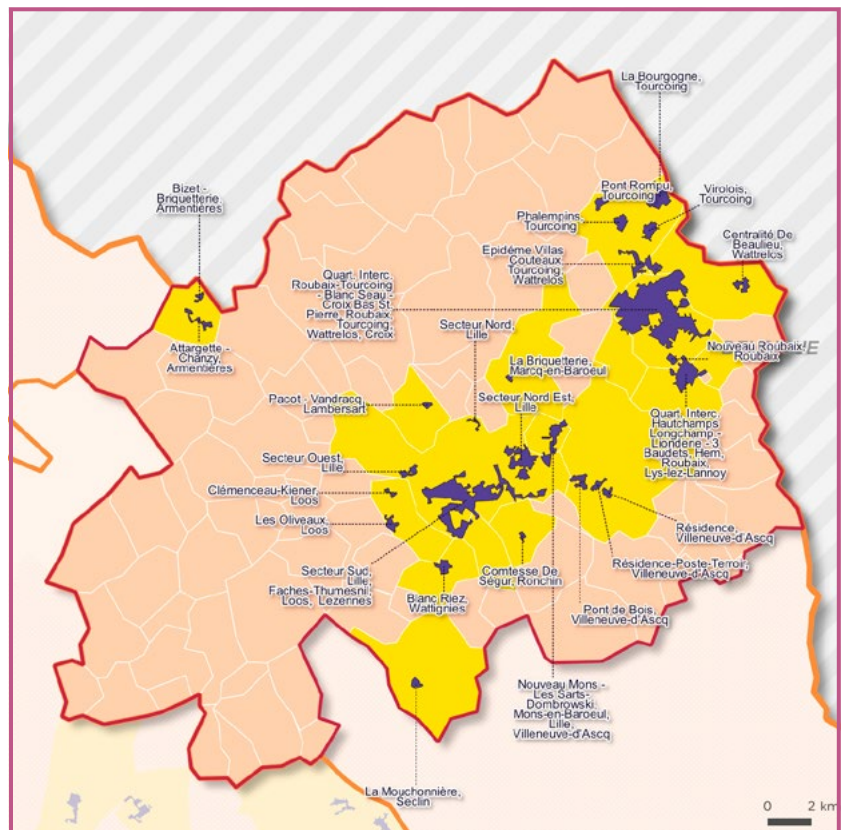 La Bourgogne,
Tourcoing
Bizet -
Briquetterie
Armentières
Pont Rompu,
Tourcoing
Virolois,
Tourcoing
Phalempins
Tourcoing
Centralité De
Beaulieu,
Wattrelos
Epidème Villas
Couteaux
Tourcoing,
Wattrelos
Quart. Interc.
Roubaix-Tourcoing
- Blanc Seau -
Croix Bas St
Pierre, Roubaix,
Tourcoing,
Wattrelos, Croix
Secteur Nord,
Lille
Attargette -
Chanzy,
Armentières
La Briquetterie,
Marcq-en-Baroeul
Nouveau Roubaix,
Roubaix
Pacot - Vandracq,
Lambersart
Secteur Nord Est,
Lille
Quart. Interc.
Hautchamps
Longchamp -
Lionderie - 3
Baudets, Hem,
Roubaix,
Lys-lez-Lannoy
Secteur Ouest,
Lille
Clémenceau-Kiener,
Loos
Les Oliveaux,
Loos
Résidence,
Villeneuve-d'Ascq
Secteur Sud,
Lille,
Faches-Thumesnil,
Loos, Lezennes
Comtesse De
Ségur, Ronchin
Résidence-Poste-Terroir,
Villeneuve-d'Ascq
Blanc Riez,
Wattignies
Pont de Bois,
Villeneuve-d'Ascq
Nouveau Mons -
Les Sarts-
Dombrowski
Mons-en-Baroeul,
Lille,
Villeneuve-d'Ascq
La Mouchonnière,
Seclin
0 2 km